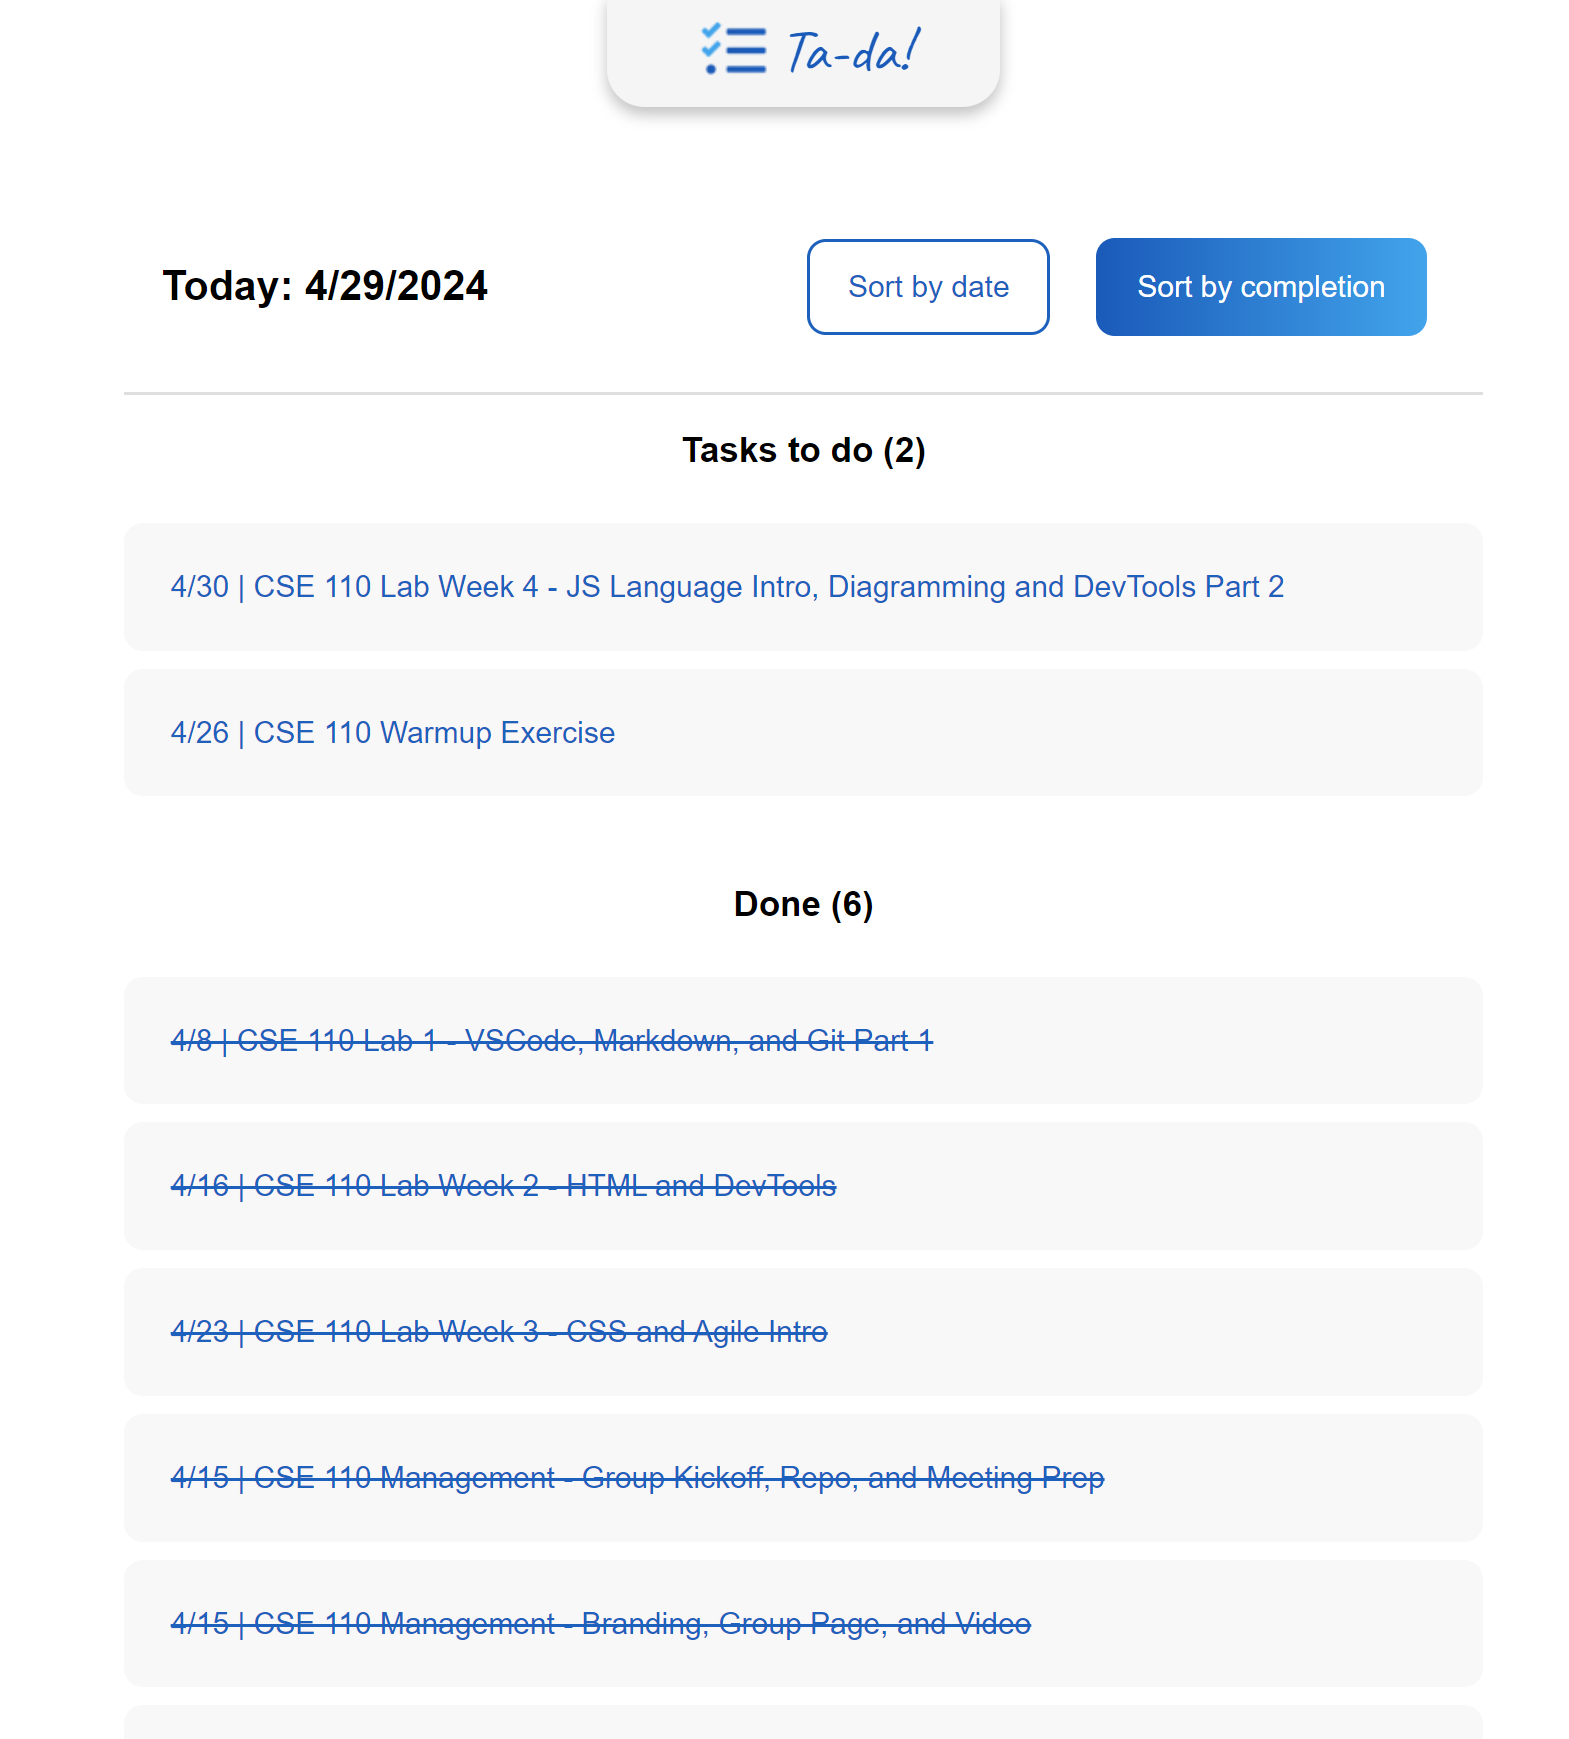 Ta-da!
Today: 4/29/2024
Sort by date
Sort by completion
Tasks to do (2)
4/30 | CSE 110 Lab Week 4 - JS Language Intro, Diagramming and DevTools Part 2
4/26 | CSE 110 Warmup Exercise
Done (6)
4/8 | CSE 110 Lab 1 - VSCode, Markdown, and Git Part 1
4/16 | CSE 110 Lab Week 2 - HTML and DevTools
4/23 | CSE 110 Lab Week 3 - CSS and Agile Intro
4/15 | CSE 110 Management - Group Kickoff, Repo, and Meeting Prep
4/15 | CSE 110 Management - Branding, Group Page, and Video